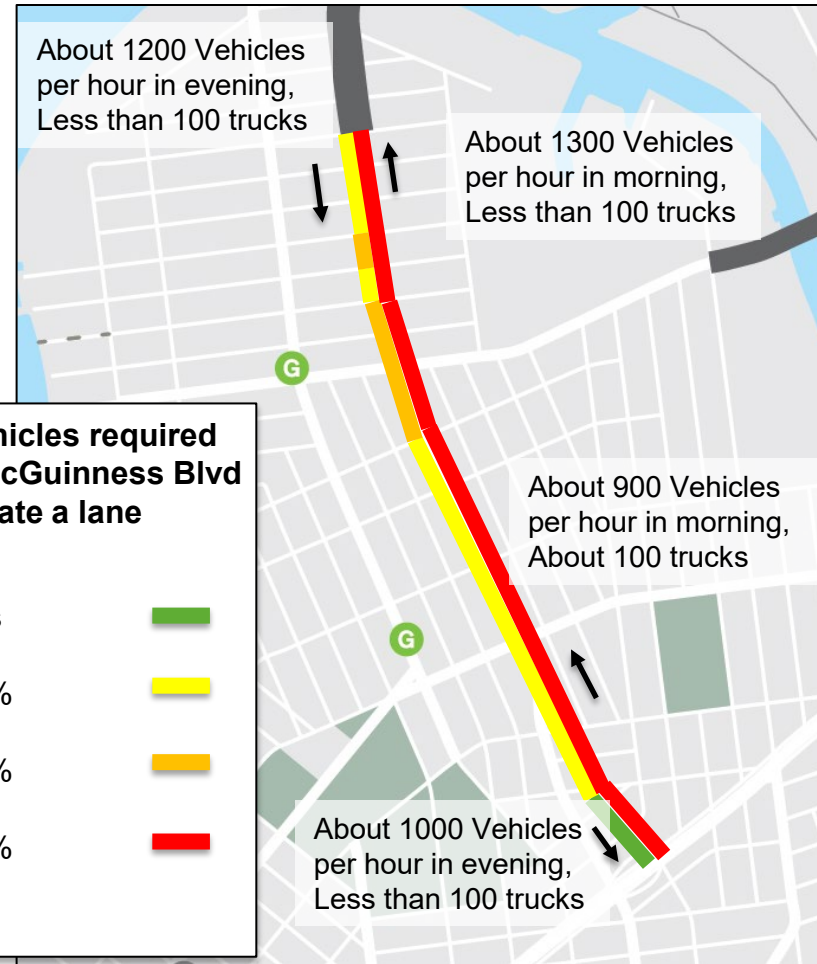 About 1200 Vehicles
per hour in evening,
Less than 100 trucks
About 1300 Vehicles
per hour in morning,
Less than 100 trucks
G
hicles required
cGuinness Blvd
ate a lane
About 900 Vehicles
per hour in morning,
About 100 trucks
s
%
%
%
G
About 1000 Vehicles
per hour in evening,
Less than 100 trucks